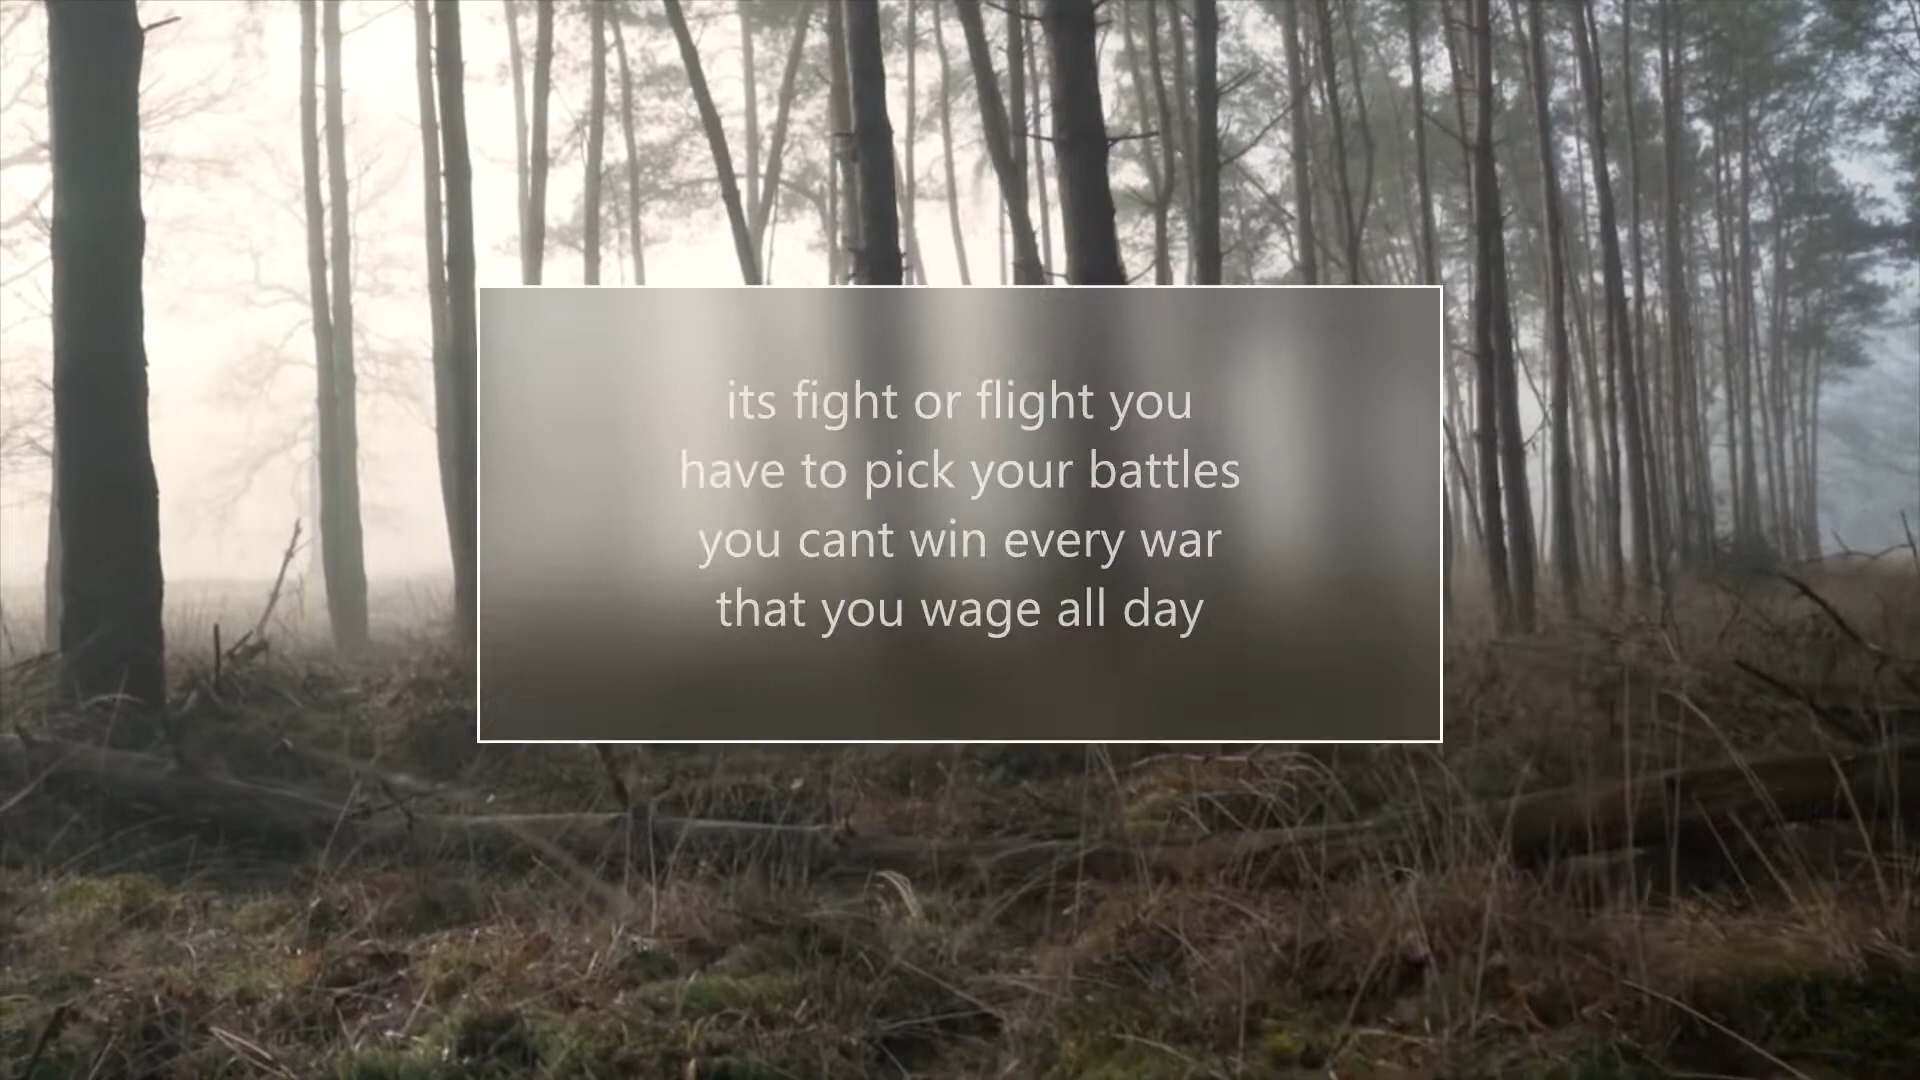 its fight or flight you
have to pick your battles
you cant win every war
that you wage all day